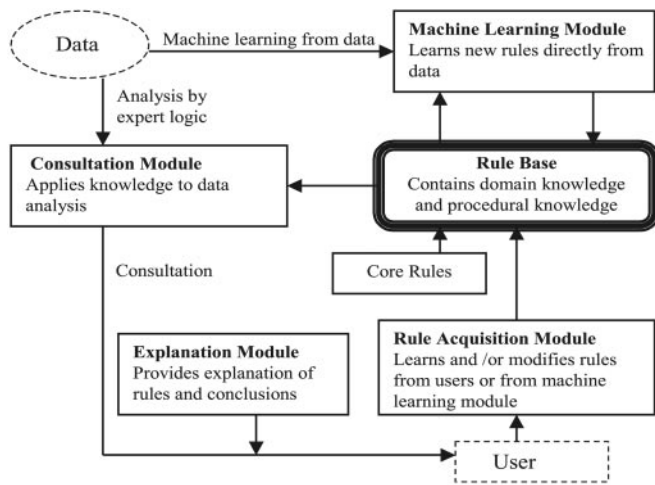 Data
Machine learning from data
Machine Learning Module
Learns new rules directly from
data
Analysis by
expert logic
Consultation Module
Applies knowledge to data
analysis
Rule Base
Contains domain knowledge
and procedural knowledge
Consultation
Core Rules
Explanation Module
Provides explanation of
rules and conclusions
Rule Acquisition Module
Learns and /or modifies rules
from users or from machine
learning module
User